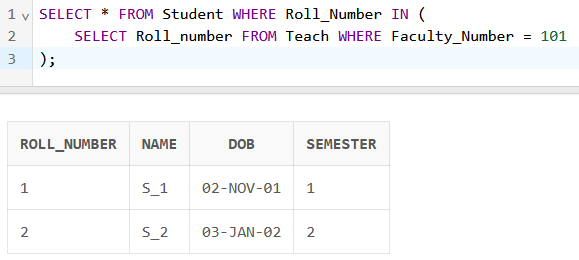 1 SELECT * FROM Student WHERE Roll_Number IN (
2 SELECT Roll_number FROM Teach WHERE Faculty_Number = 101
3 );
ROLL_NUMBER NAME DOB SEMESTER
1 S_1 02-NOV-01 1
2 S_2 03-JAN-02 2